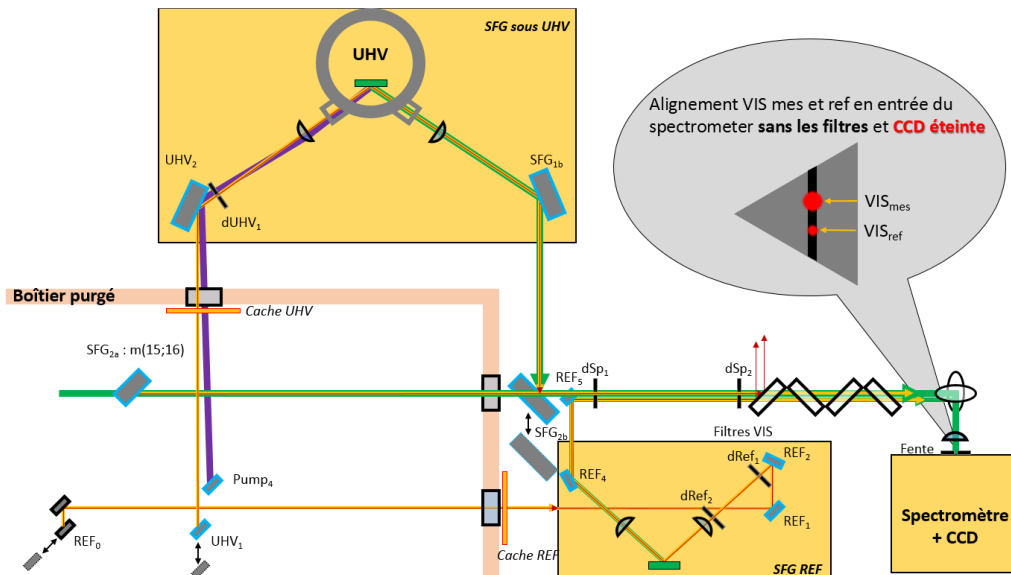 SFG sous UHV
UHV
UHV2
dUHV1
SFG1b
Alignement VIS mes et ref en entrée du
spectrometer sans les filtres et CCD éteinte
VISmes
VISref
Boîtier purgé
Cache UHV
SFG2a : m(15;16)
REF5
dSp1
dSp2
SFG2b
Filtres VIS
Fente
Pump4
REF4
dRef1
REF2
dRef2
REF1
REF0
UHV1
Cache REF
SFG REF
Spectromètre
+ CCD